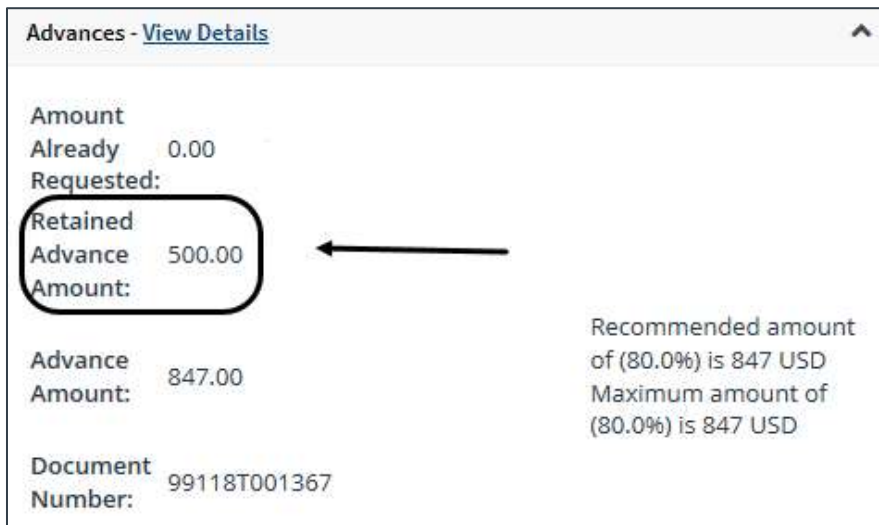 Advances - View Details
Amount
Already 0.00
Requested:
Retained
Advance 500.00
Amount:
Recommended amount
of (80.0%) is 847 USD
Maximum amount of
(80.0%) is 847 USD
Advance
Amount: 847.00
Document
Number: 99118T001367